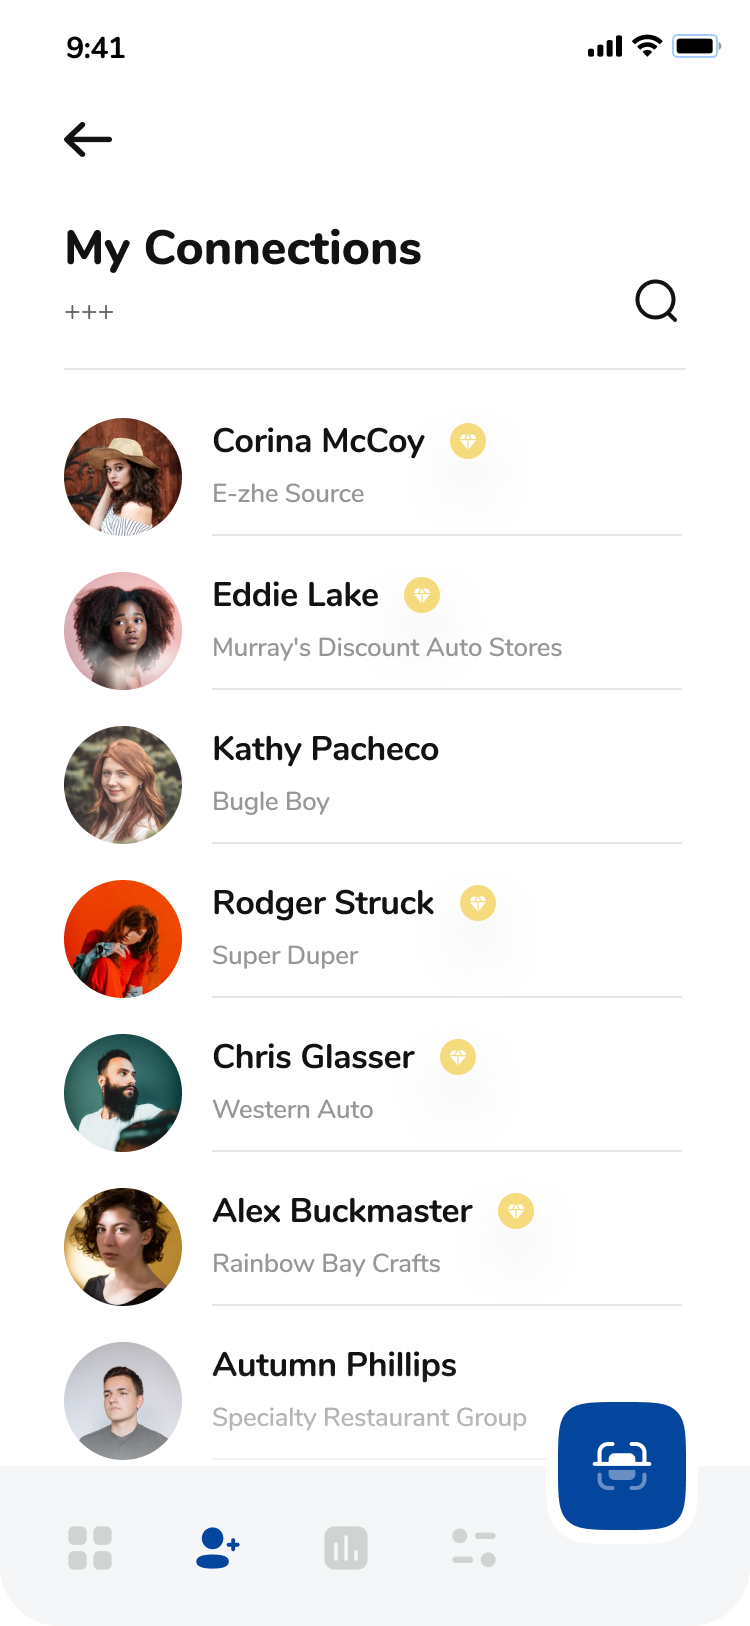 9:41
My Connections
+++
Corina McCoy
E-zhe Source
Eddie Lake
Murray's Discount Auto Stores
Kathy Pacheco
Bugle Boy
Rodger Struck
Super Duper
Chris Glasser
Western Auto
Alex Buckmaster
Rainbow Bay Crafts
Autumn Phillips
Specialty Restaurant Group